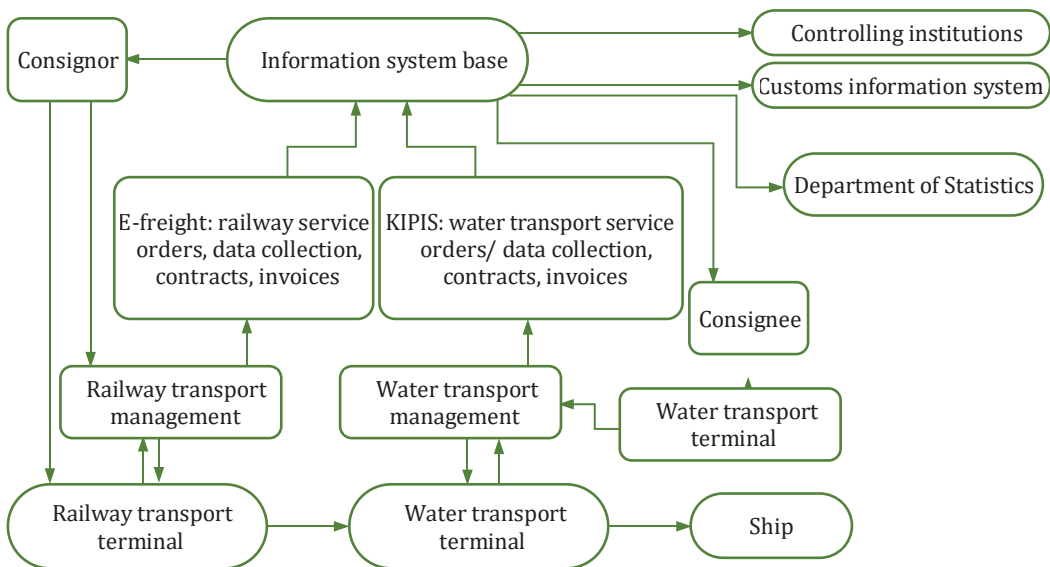 Consignor
Information system base
Controlling institutions
Customs information system
Department of Statistics
E-freight: railway service
orders, data collection,
contracts, invoices
KIPIS: water transport service
orders/ data collection,
contracts, invoices
Consignee
Railway transport
management
Water transport
management
Water transport
terminal
Railway transport
terminal
Water transport
terminal
Ship